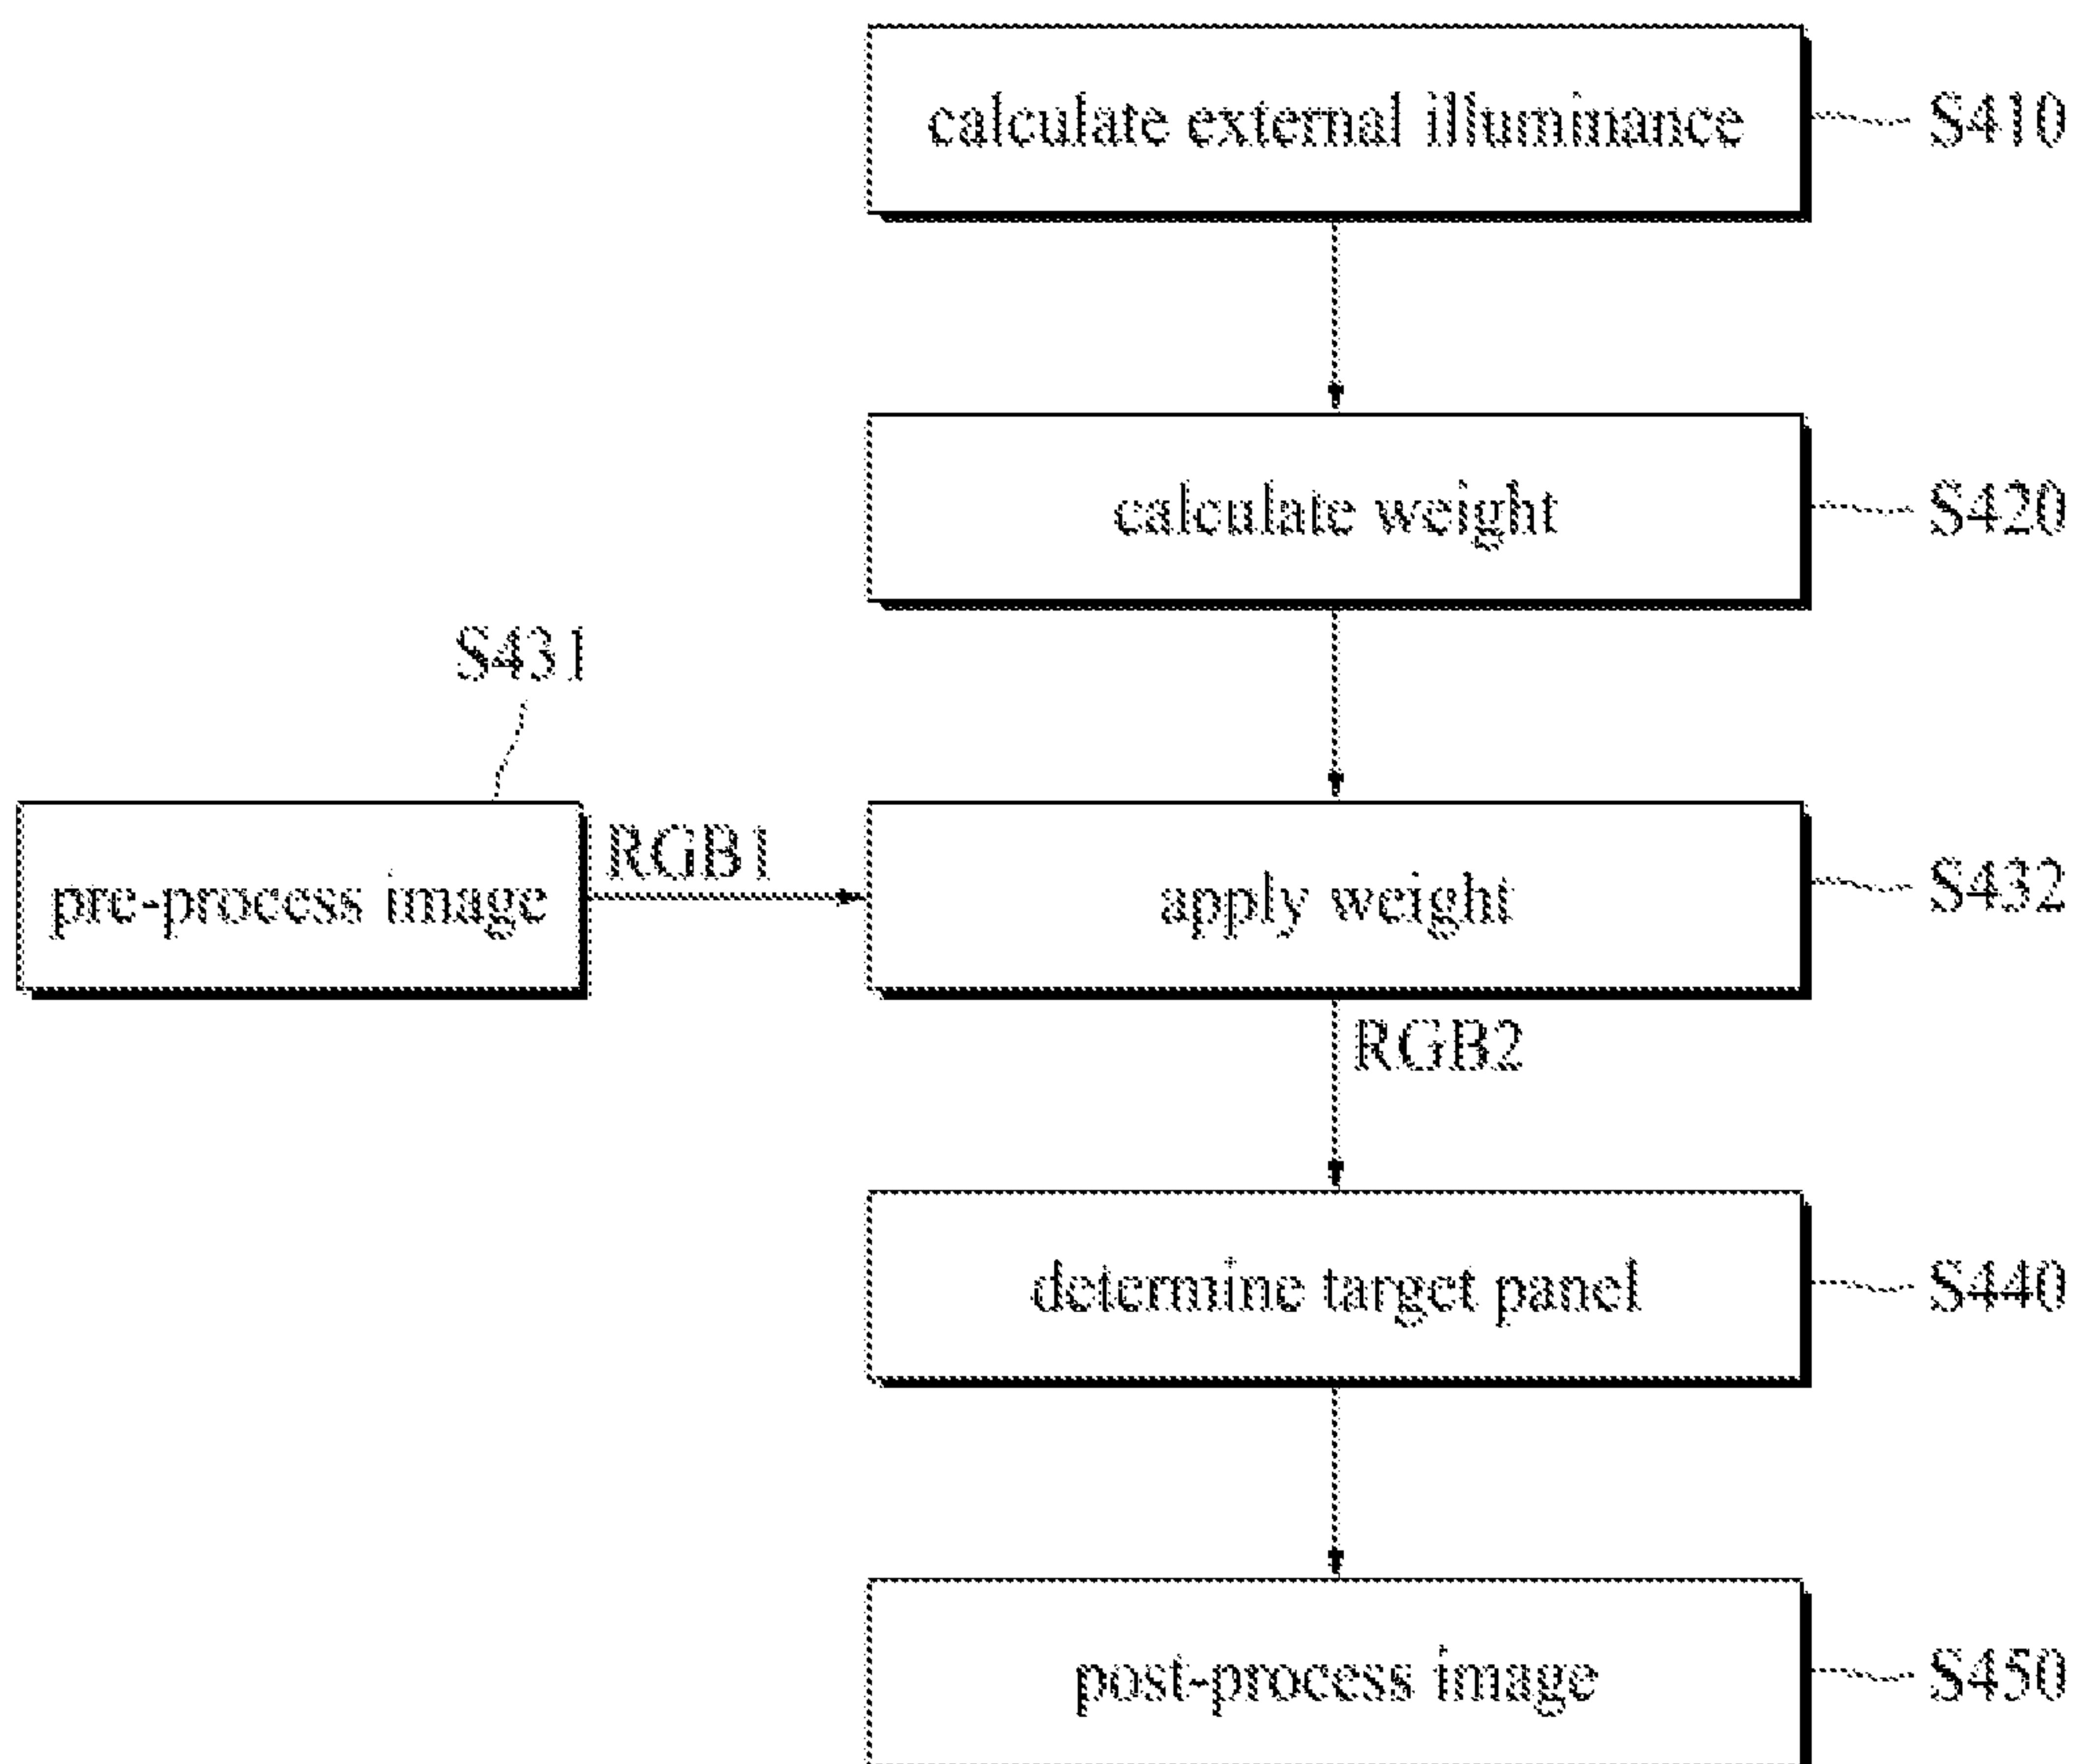 calculate external illuminance
S410
calculate weight
S420
S431
pre-process image
RGB1
apply weight
S432
RGB2
determine target panel
S440
post-process image
S450